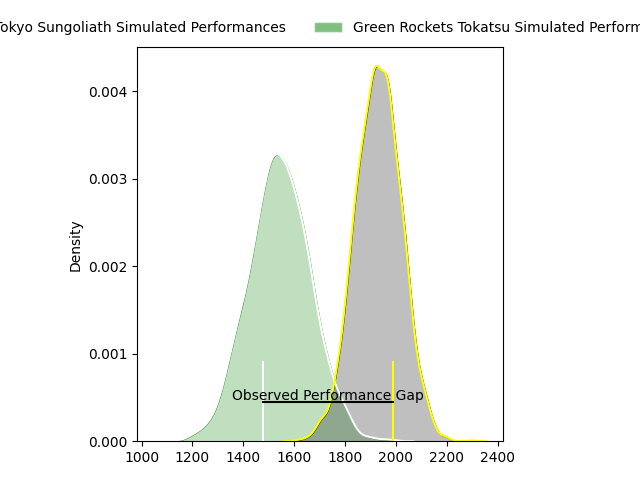 Tokyo Sungoliath Simulated Performances Green Rockets Tokatsu Simulated Perform
0.004
0.003
Density
0.002
0.001
Observed Performance Gap
0.000
1000 1200 1400 1600 1800 2000 2200 2400